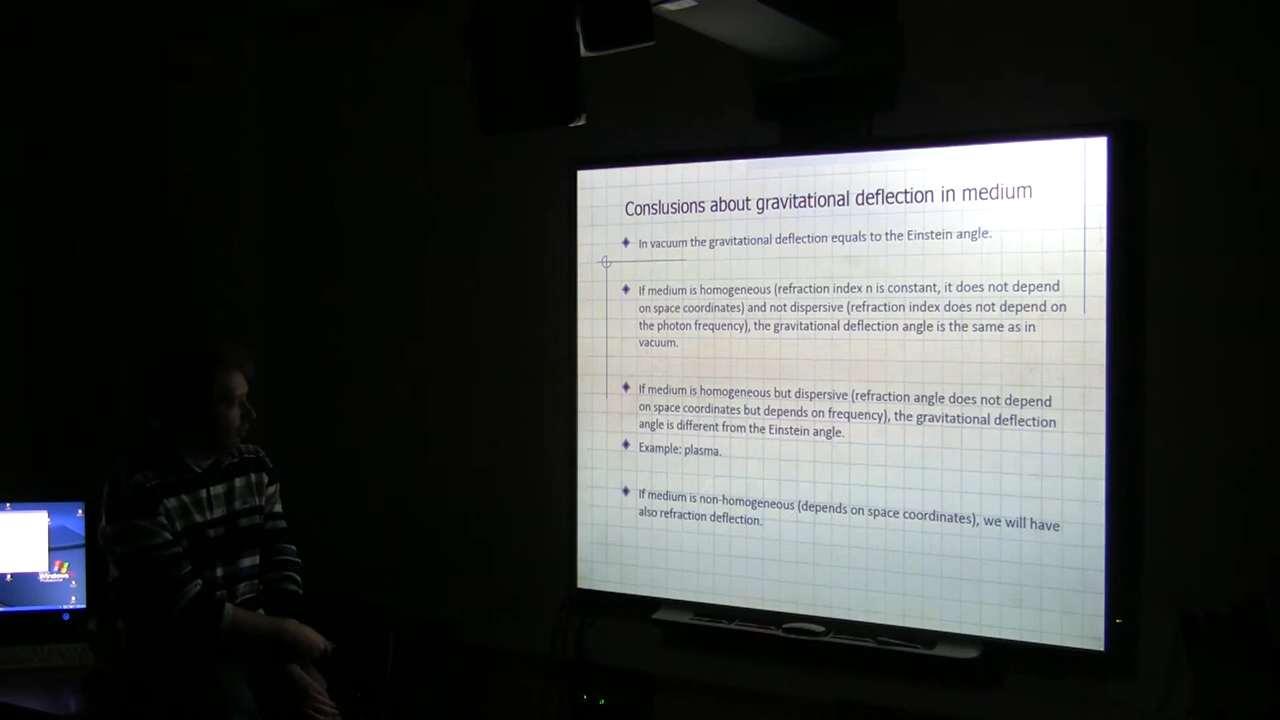 Conslusions about gravitational deflection in medium
In vacuum the gravitational deflection equals to the Einstein angle.
If medium is homogeneous (refraction index n is constant, it does not depend
on space coordinates) and not dispersive (refraction index does not depend on
the photon frequency), the gravitational deflection angle is the same as in
vacuum.
If medium is homogeneous but dispersive (refraction angle does not depend
on space coordinates but depends on frequency), the gravitational deflection
angle is different from the Einstein angle.
Example: plasma.
If medium is non-homogeneous (depends on space coordinates), we will have
also refraction deflection.
Windows